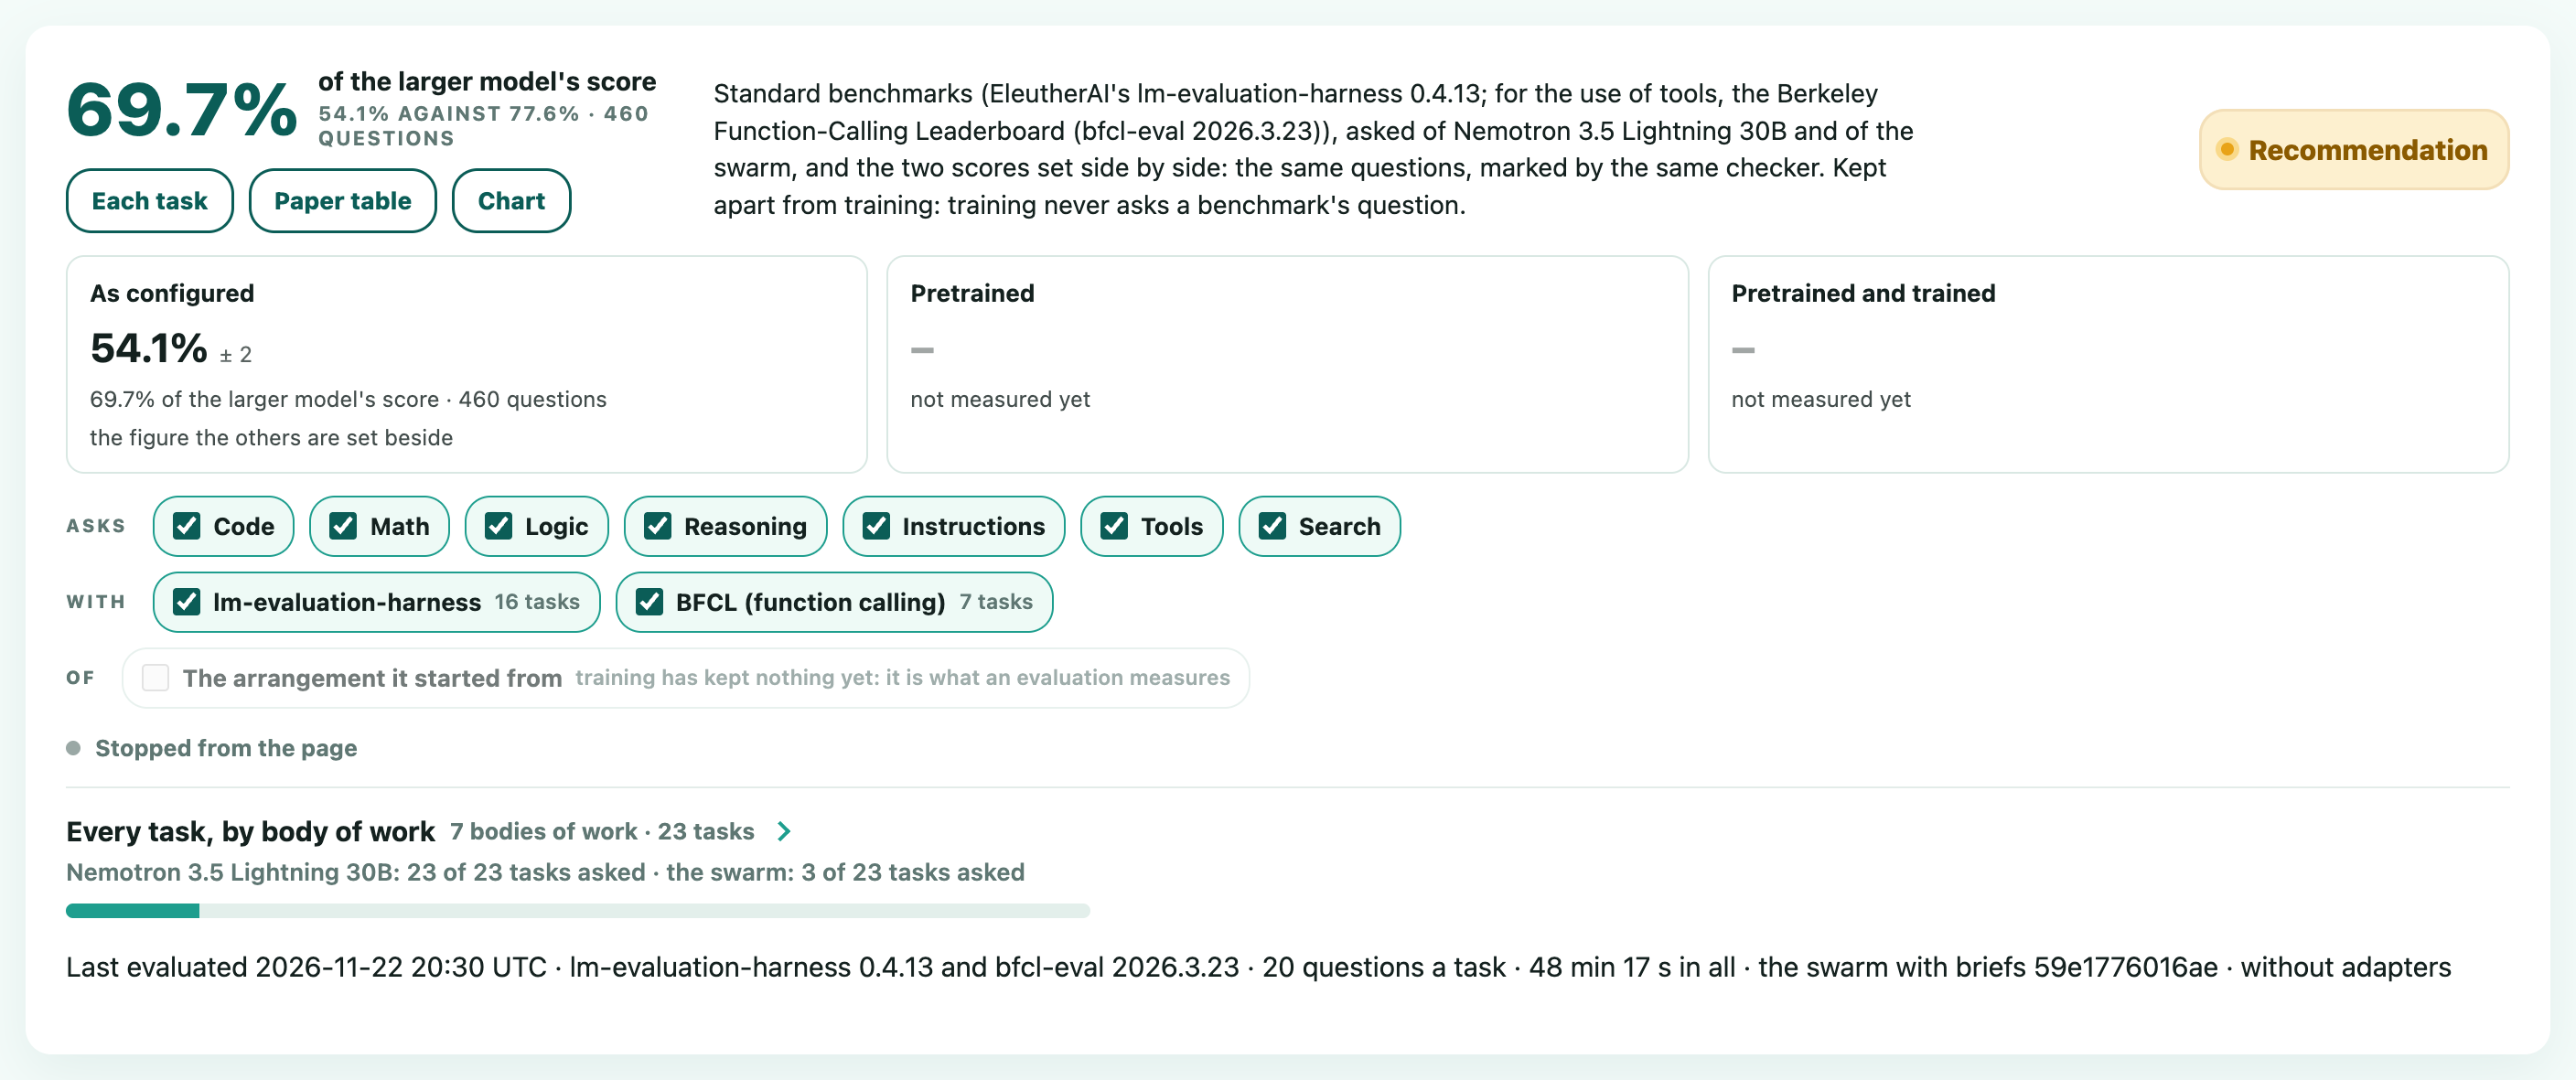 69.7%
of the larger model's score
54.1% AGAINST 77.6% · 460
QUESTIONS
Each task
Paper table
Chart
Standard benchmarks (EleutherAI's lm-evaluation-harness 0.4.13; for the use of tools, the Berkeley
Function-Calling Leaderboard (bfcl-eval 2026.3.23)), asked of Nemotron 3.5 Lightning 30B and of the
swarm, and the two scores set side by side: the same questions, marked by the same checker. Kept
apart from training: training never asks a benchmark's question.
Recommendation
As configured
54.1% ± 2
69.7% of the larger model's score · 460 questions
the figure the others are set beside
Pretrained
—
not measured yet
Pretrained and trained
—
not measured yet
ASKS Code Math Logic Reasoning Instructions Tools Search
WITH lm-evaluation-harness 16 tasks BFCL (function calling) 7 tasks
OF The arrangement it started from training has kept nothing yet: it is what an evaluation measures
Stopped from the page
Every task, by body of work 7 bodies of work · 23 tasks
Nemotron 3.5 Lightning 30B: 23 of 23 tasks asked · the swarm: 3 of 23 tasks asked
Last evaluated 2026-11-22 20:30 UTC · lm-evaluation-harness 0.4.13 and bfcl-eval 2026.3.23 · 20 questions a task · 48 min 17 s in all · the swarm with briefs 59e1776016ae · without adapters